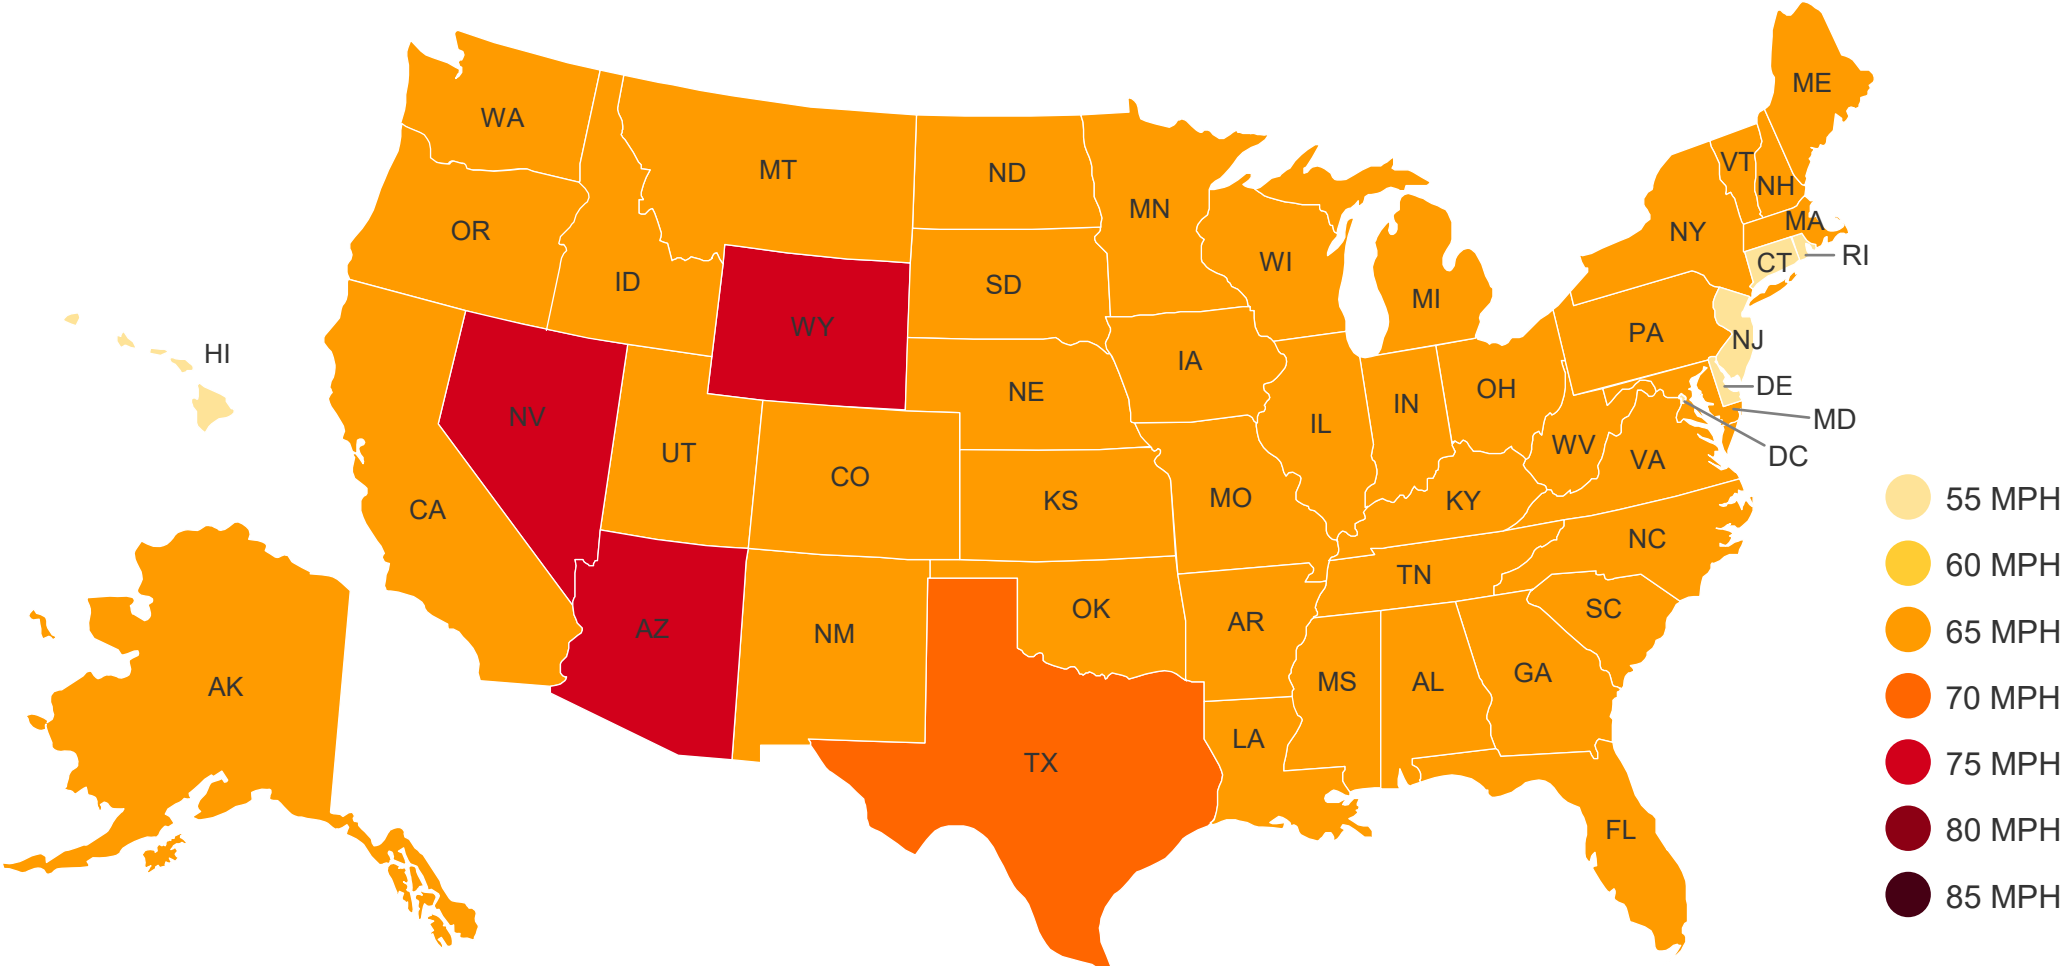 ME
WA
VT
MT
ND
NH
MN
MA
OR
NY
RI
WI
CT
ID
SD
MI
WY
PA
NJ
HI
IA
DE
OH
NE
IN
NV
MD
IL
WV
UT
DC
VA
CO
MO
KS
KY
CA
55 MPH
NC
60 MPH
TN
OK
SC
AR
AZ
NM
65 MPH
GA
MS
AL
AK
70 MPH
LA
TX
75 MPH
FL
80 MPH
85 MPH